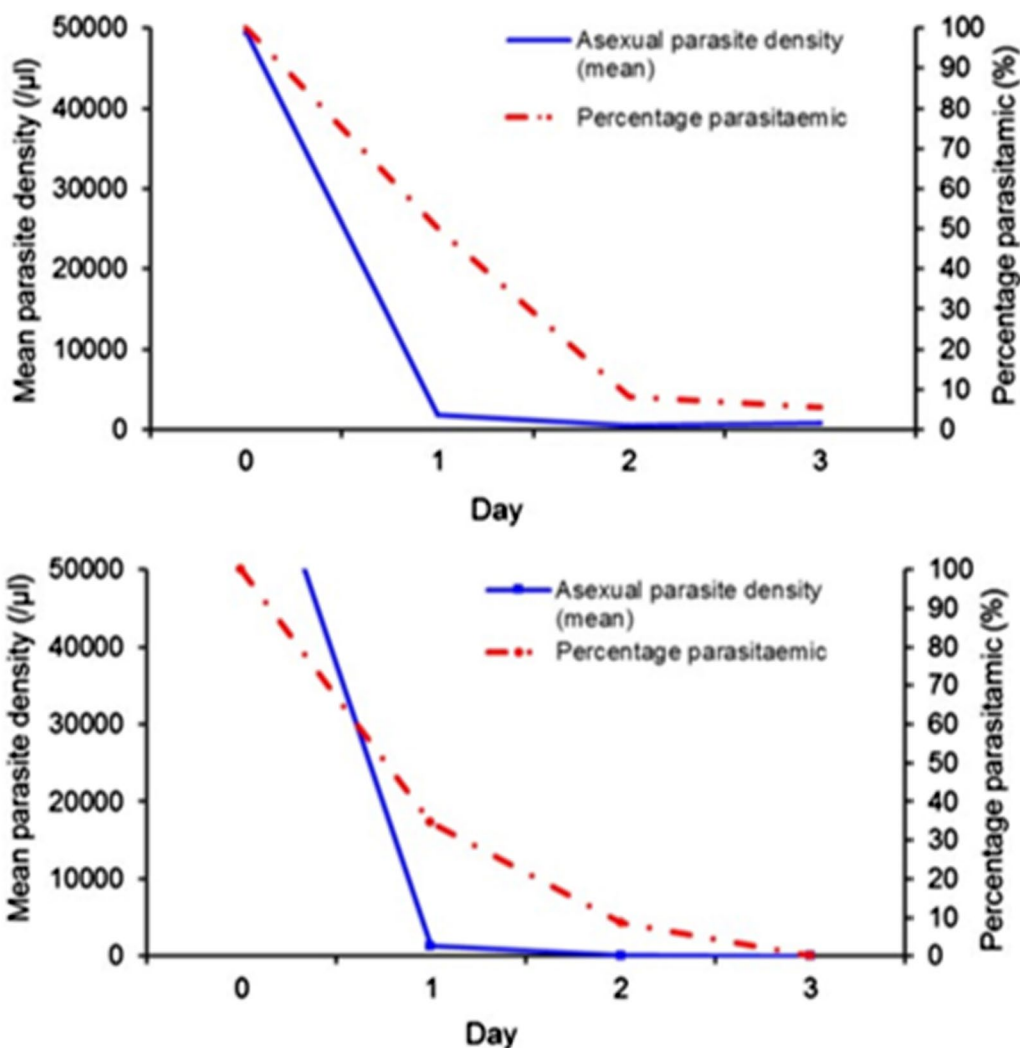 Mean parasite density (/µl)
50000
40000
30000
20000
10000
0
Asexual parasite density
(mean)
Percentage parasitaemic
100
90
80
70
60
50
40
30
20
10
0
Percentage parasitamic (%)
0 1 2 3
Day
Mean parasite density (/µl)
50000
40000
30000
20000
10000
0
Asexual parasite density
(mean)
Percentage parasitaemic
100
90
80
70
60
50
40
30
20
10
0
Percentage parasitamic (%)
0 1 2 3
Day